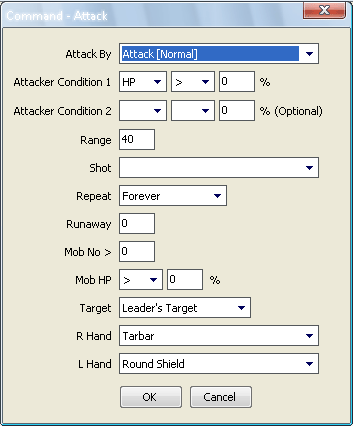 Command - Attack
Attack By Attack [Normal]
Attacker Condition 1 HP > 0 %
Attacker Condition 2 0 % (Optional)
Range 40
Shot
Repeat Forever
Runaway 0
Mob No > 0
Mob HP > 0 %
Target Leader's Target
R Hand Tarbar
L Hand Round Shield
OK Cancel